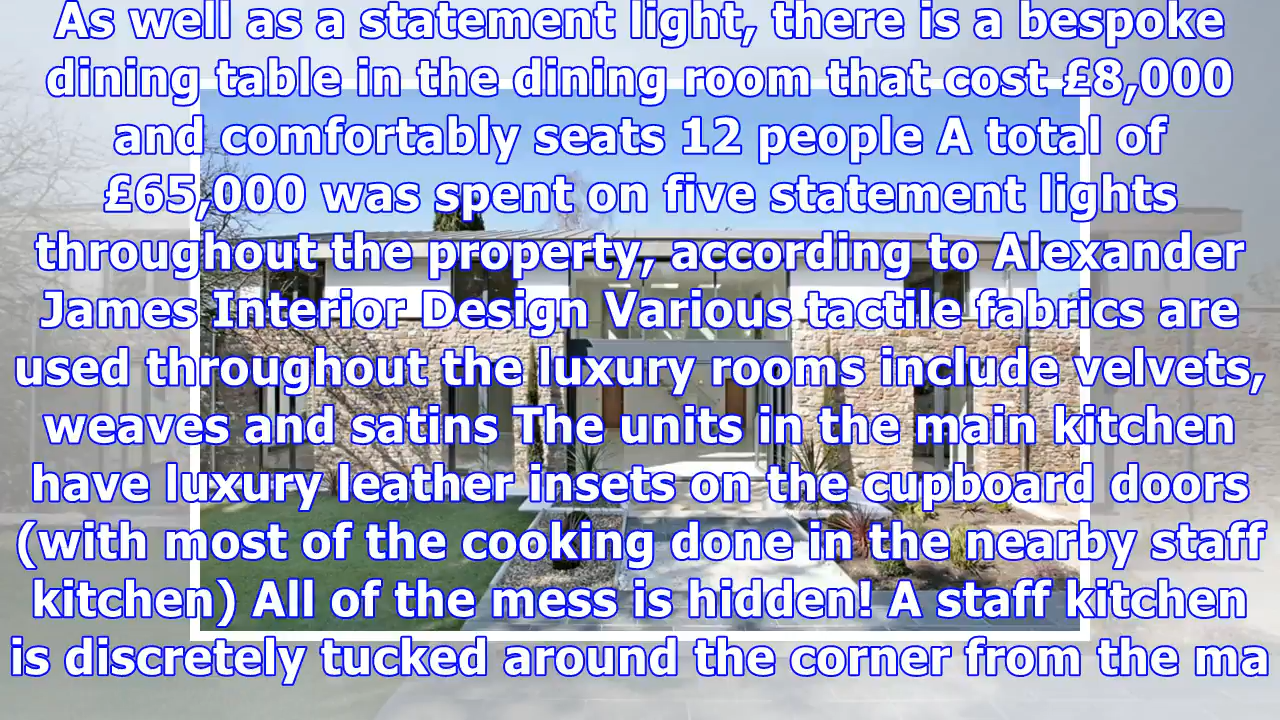 As well as a statement light, there is a bespoke
dining table in the dining room that cost £8,000
and comfortably seats 12 people A total of
£65,000 was spent on five statement lights
throughout the property, according to Alexander
James Interior Design Various tactile fabrics are
used throughout the luxury rooms include velvets,
weaves and satins The units in the main kitchen
have luxury leather insets on the cupboard doors
(with most of the cooking done in the nearby staff
kitchen) All of the mess is hidden! A staff kitchen
is discretely tucked around the corner from the ma